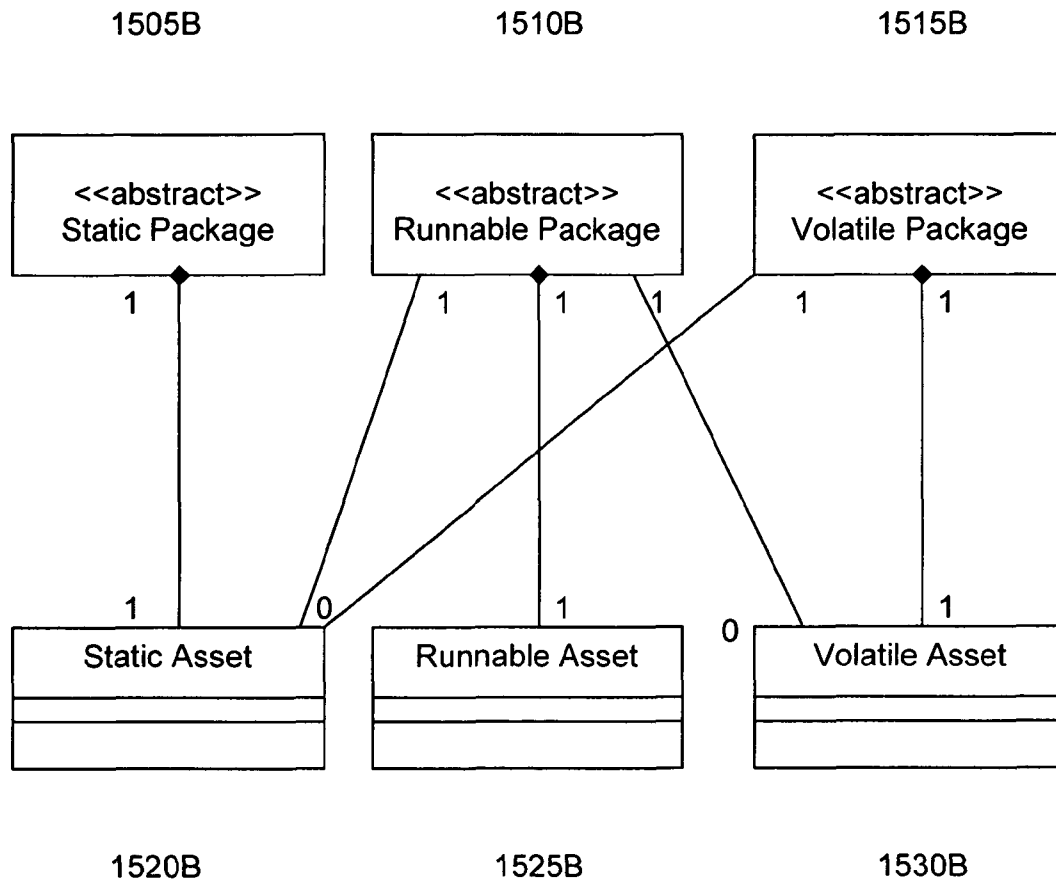 1505B 1510B 1515B
<<abstract>> <<abstract>> <<abstract>>
Static Package Runnable Package Volatile Package
1 1 1 1 1 1
1 0 1 0 1
Static Asset Runnable Asset Volatile Asset
1520B 1525B 1530B